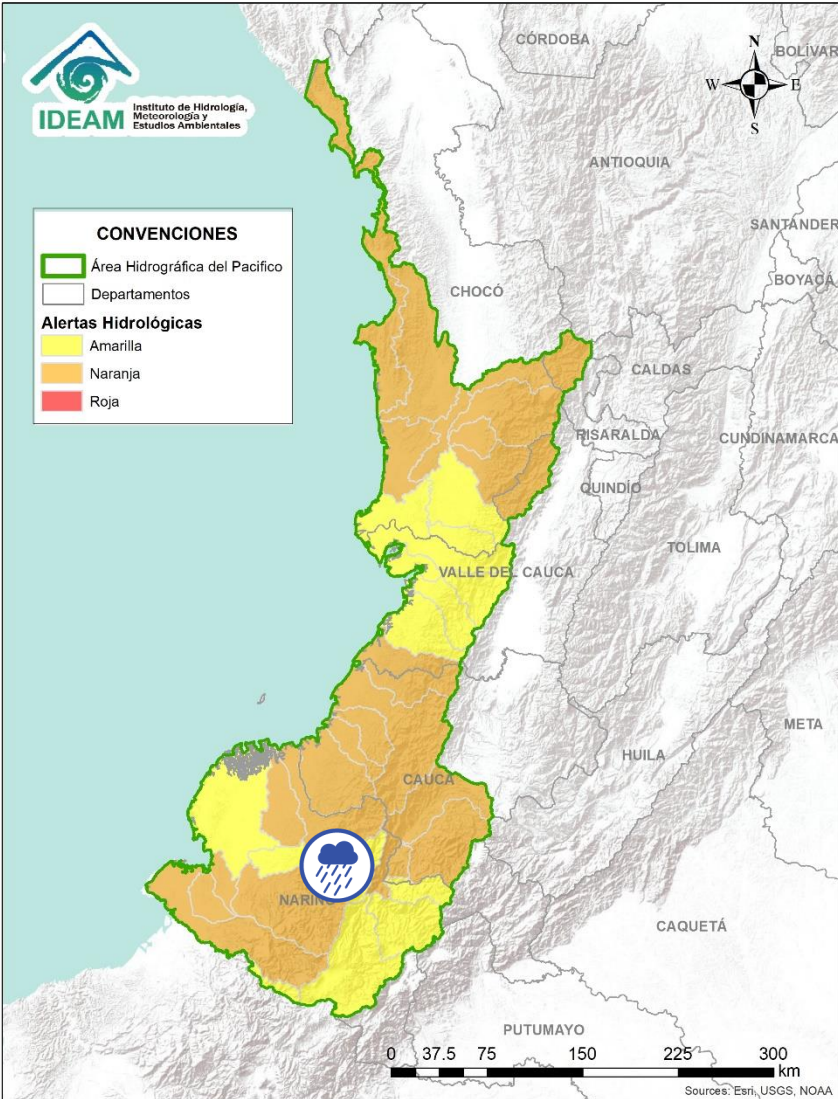 IDEAM
Instituto de Hidrología,
Meteorología y
Estudios Ambientales
CONVENCIONES
Área Hidrográfica del Pacifico
Departamentos
Alertas Hidrológicas
Amarilla
Naranja
Roja
N
W E
S
CÓRDOBA
BOLÍVAR
ANTIOQUIA
SANTANDER
BOYACÁ
CHOCÓ
CALDAS
RISARALDA
CUNDINAMARCA
QUINDÍO
TOLIMA
VALLE DEL CAUCA
META
HUILA
CAUCA
NARIÑO
CAQUETÁ
PUTUMAYO
0 37.5 75 150 225 300
km
Sources: Esri, USGS, NOAA